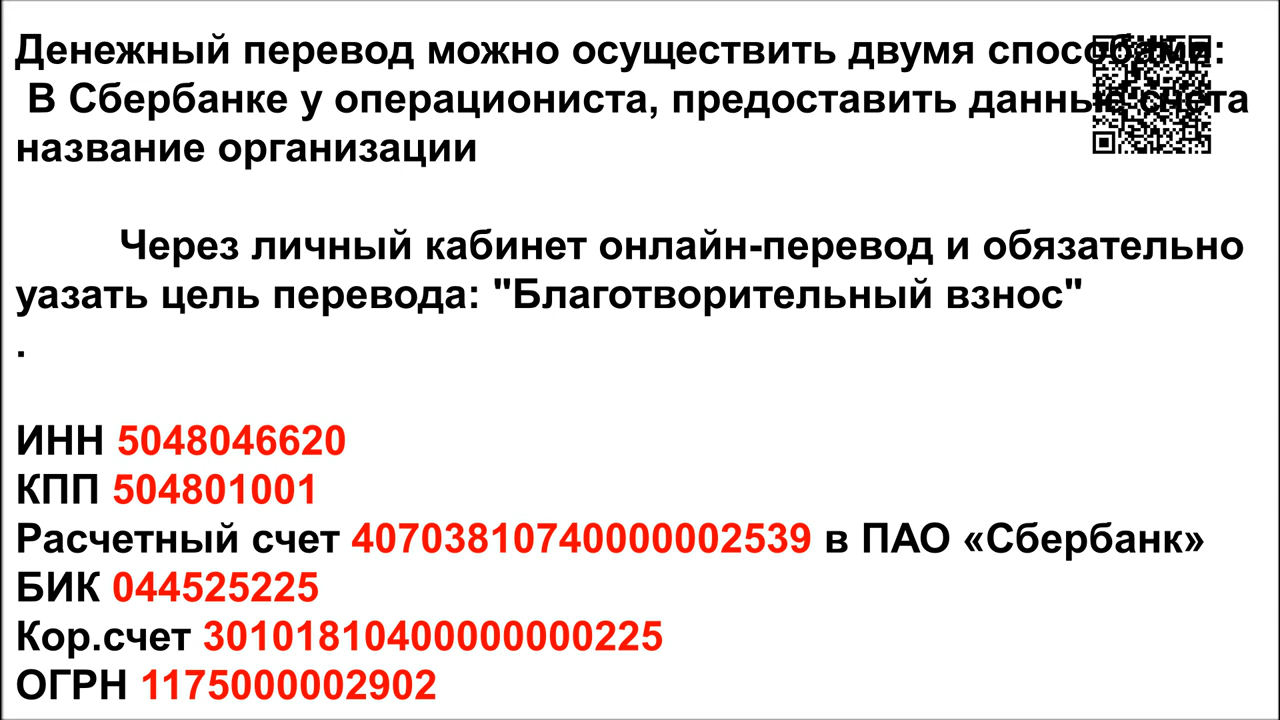 Денежный перевод можно осуществить двумя способами:
В Сбербанке у операциониста, предоставить данные счета
название организации
Через личный кабинет онлайн-перевод и обязательно
уазать цель перевода: "Благотворительный взнос"
.
ИНН 5048046620
КПП 504801001
Расчетный счет 40703810740000002539 в ПАО «Сбербанк»
БИК 044525225
Кор.счет 30101810400000000225
ОГРН 1175000002902